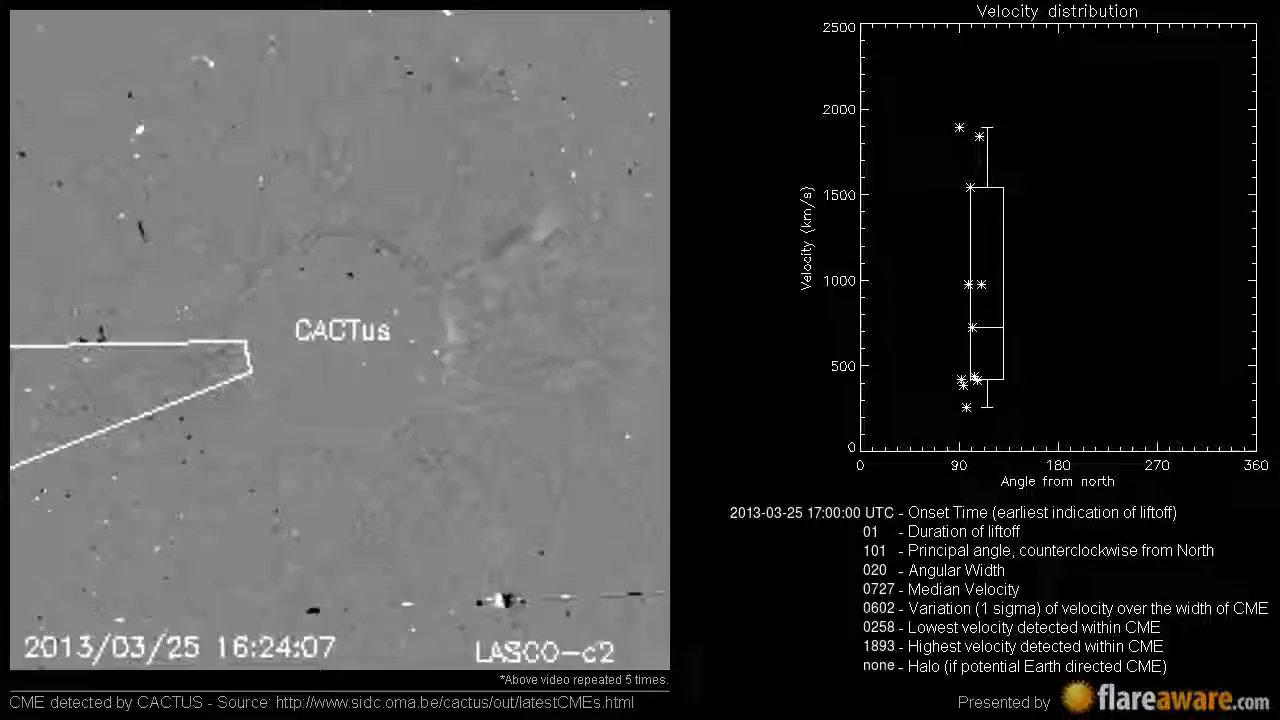 CACTus
2013/03/25 16:24:07
LASCO-c2
*Above video repeated 5 times.
CME detected by CACTUS - Source: http://www.sidc.oma.be/cactus/out/latestCMEs.html
Velocity distribution
2500
2000
1500
1000
500
0
Velocity (km/s)
0 90 180 270 360
Angle from north
2013-03-25 17:00:00 UTC - Onset Time (earliest indication of liftoff)
01 - Duration of liftoff
101 - Principal angle, counterclockwise from North
020 - Angular Width
0727 - Median Velocity
0602 - Variation (1 sigma) of velocity over the width of CME
0258 - Lowest velocity detected within CME
1893 - Highest velocity detected within CME
none - Halo (if potential Earth directed CME)
Presented by flareaware.com